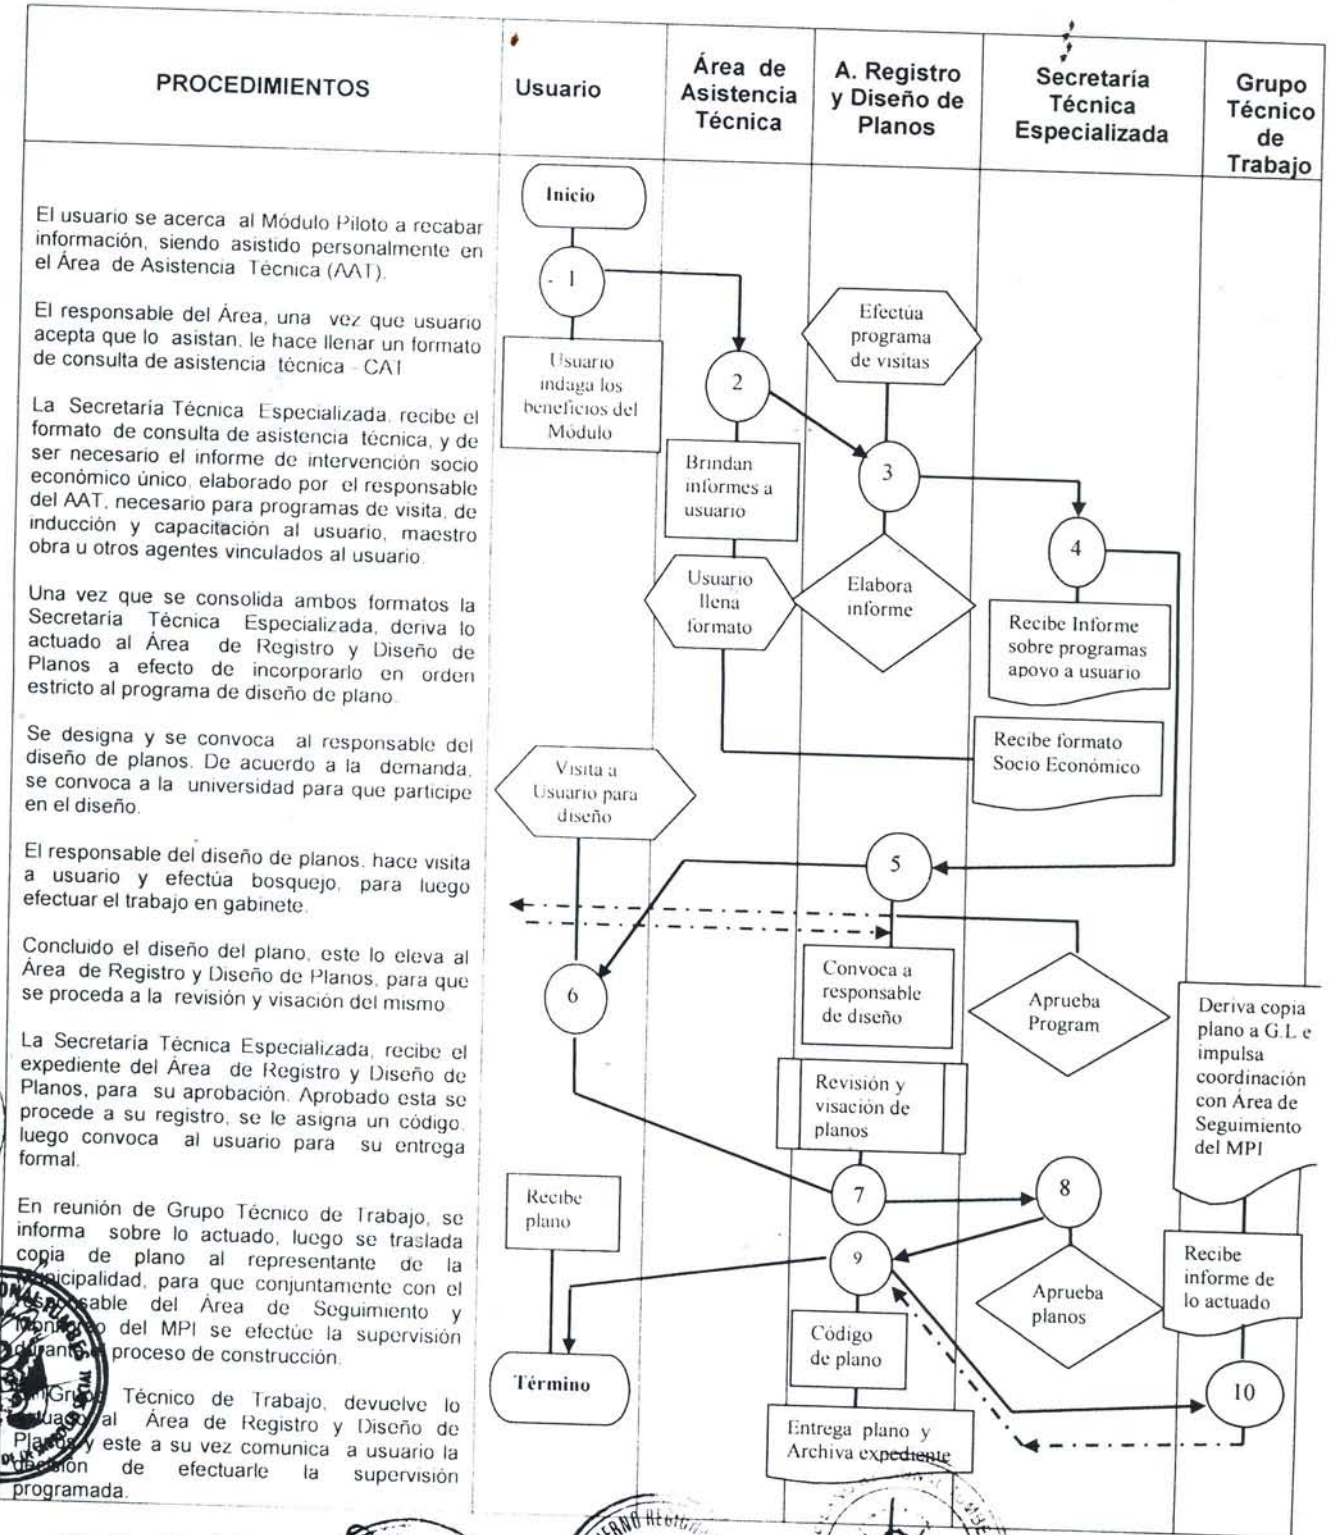 PROCEDIMIENTOS
Usuario
Área de
Asistencia
Técnica
A. Registro
y Diseño de
Planos
Secretaría
Técnica
Especializada
Grupo
Técnico
de
Trabajo
El usuario se acerca al Módulo Piloto a recabar
información, siendo asistido personalmente en
el Área de Asistencia Técnica (AAT).
El responsable del Área, una vez que usuario
acepta que lo asistan, le hace llenar un formato
de consulta de asistencia técnica - CAT
La Secretaría Técnica Especializada, recibe el
formato de consulta de asistencia técnica, y de
ser necesario el informe de intervención socio
económico único, elaborado por el responsable
del AAT, necesario para programas de visita, de
inducción y capacitación al usuario, maestro
obra u otros agentes vinculados al usuario.
Una vez que se consolida ambos formatos la
Secretaría Técnica Especializada, deriva lo
actuado al Área de Registro y Diseño de
Planos a efecto de incorporarlo en orden
estricto al programa de diseño de plano.
Se designa y se convoca al responsable del
diseño de planos. De acuerdo a la demanda,
se convoca a la universidad para que participe
en el diseño.
El responsable del diseño de planos, hace visita
a usuario y efectúa bosquejo, para luego
efectuar el trabajo en gabinete.
Concluido el diseño del plano, este lo eleva al
Área de Registro y Diseño de Planos, para que
se proceda a la revisión y visación del mismo.
La Secretaría Técnica Especializada, recibe el
expediente del Área de Registro y Diseño de
Planos, para su aprobación. Aprobado esta se
procede a su registro, se le asigna un código,
luego convoca al usuario para su entrega
formal.
En reunión de Grupo Técnico de Trabajo, se
informa sobre lo actuado, luego se traslada
copia de plano al representante de la
Municipalidad, para que conjuntamente con el
responsable del Área de Seguimiento y
Monitoreo del MPI se efectúe la supervisión
durante el proceso de construcción.
Grupo Técnico de Trabajo, devuelve lo
al Área de Registro y Diseño de
Planos y este a su vez comunica a usuario la
decisión de efectuarle la supervisión
programada.
Inicio
1
Usuario
indaga los
beneficios del
Módulo
2
Brindan
informes a
usuario
Usuario
llena
formato
Efectúa
programa
de visitas
3
Elabora
informe
4
Recibe Informe
sobre programas
apoyo a usuario
Recibe formato
Socio Económico
Visita a
Usuario para
diseño
5
6
Convoca a
responsable
de diseño
Aprueba
Program
Revisión y
visación de
planos
Deriva copia
plano a G.L e
impulsa
coordinación
con Área de
Seguimiento
del MPI
7
8
Recibe
plano
9
Aprueba
planos
Recibe
informe de
lo actuado
Código
de plano
Término
10
Entrega plano y
Archiva expediente